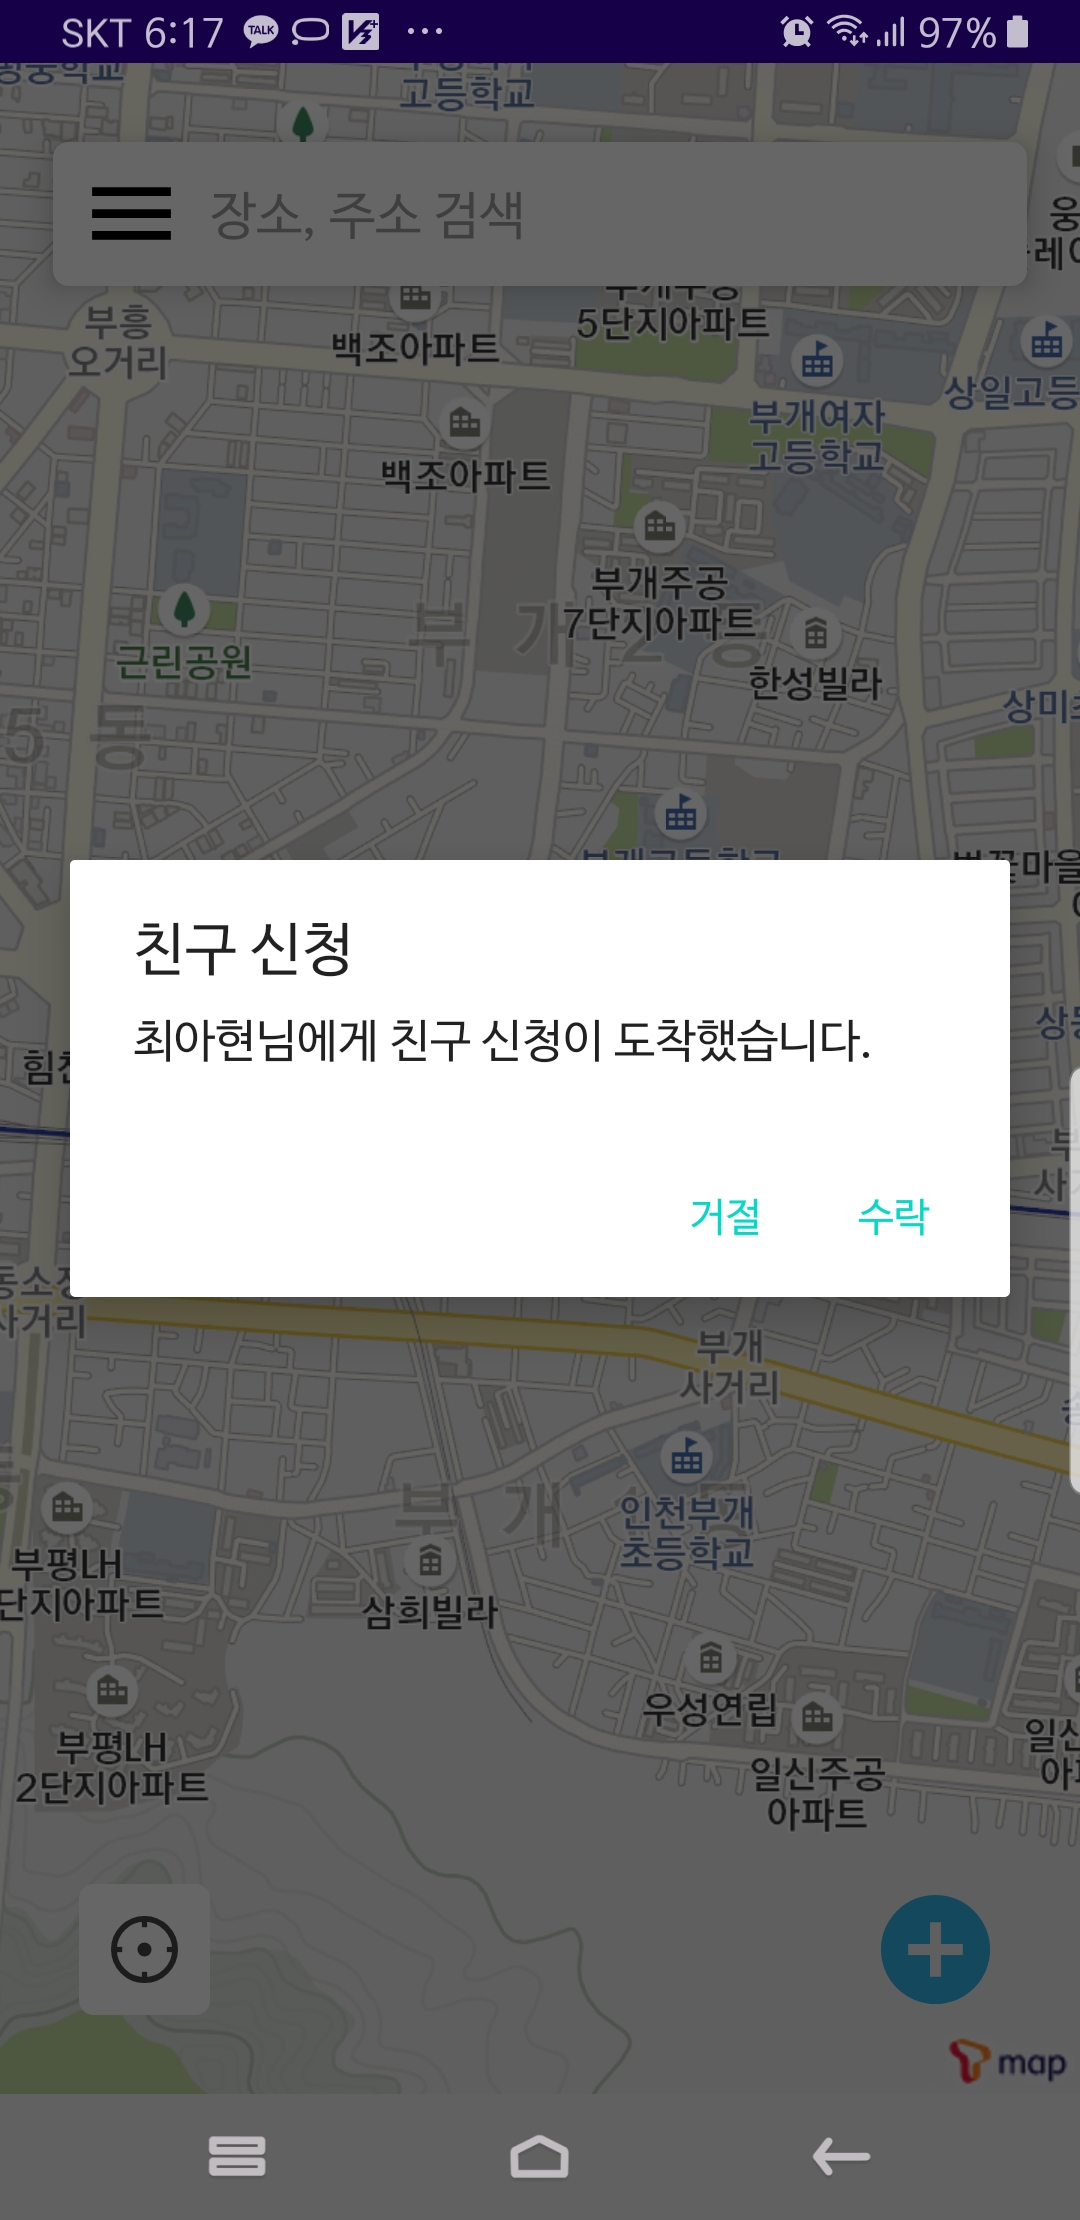 SKT 6:17
TALK
97%
고등학교
장소, 주소 검색
부흥
오거리
백조아파트
5단지아파트
상일고등
부개여자
고등학교
백조아파트
부개주공
7단지아파트
부 개 2 동
근린공원
한성빌라
5 동
상미초
친구 신청
최아현님에게 친구 신청이 도착했습니다.
거절
수락
사거리
부개
사거리
인천부개
초등학교
부 개
부평LH
단지아파트
삼희빌라
우성연립
부평LH
2단지아파트
일신주공
아파트
map